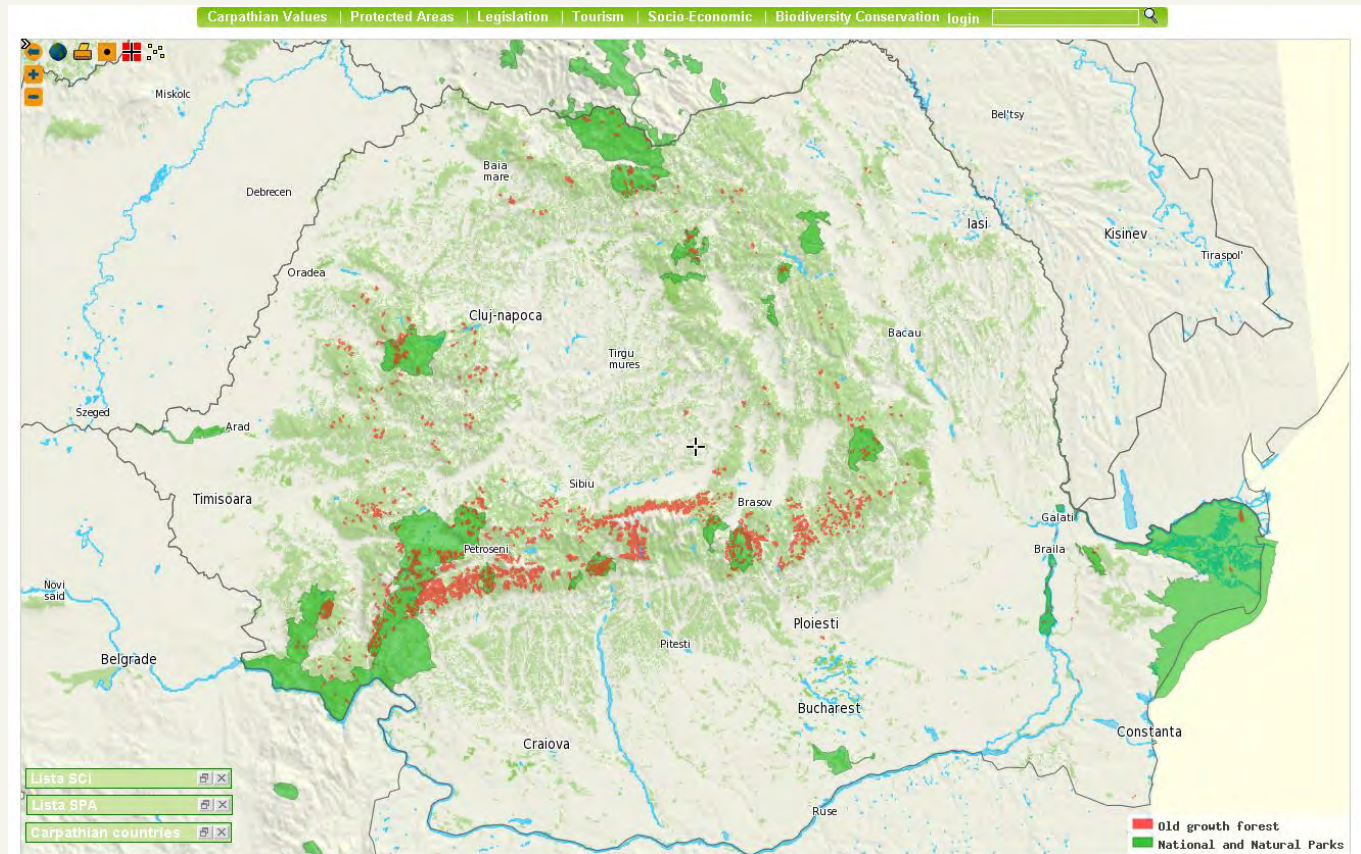 Carpathian Values | Protected Areas | Legislation | Tourism | Socio-Economic | Biodiversity Conservation login
Miskolc
Bel'tsy
Baia
mare
Debrecen
Iasi
Kisinev
Tiraspol'
Oradea
Cluj-napoca
Bacau
Tirgu
mures
Szeged
Arad
Sibiu
Timisoara
Brasov
Galati
Petroseni
Braila
Novi
said
Ploiesti
Pitesti
Belgrade
Bucharest
Constanta
Craiova
Lista SCI
Lista SPA
Ruse
Carpathian countries
Old growth forest
National and Natural Parks